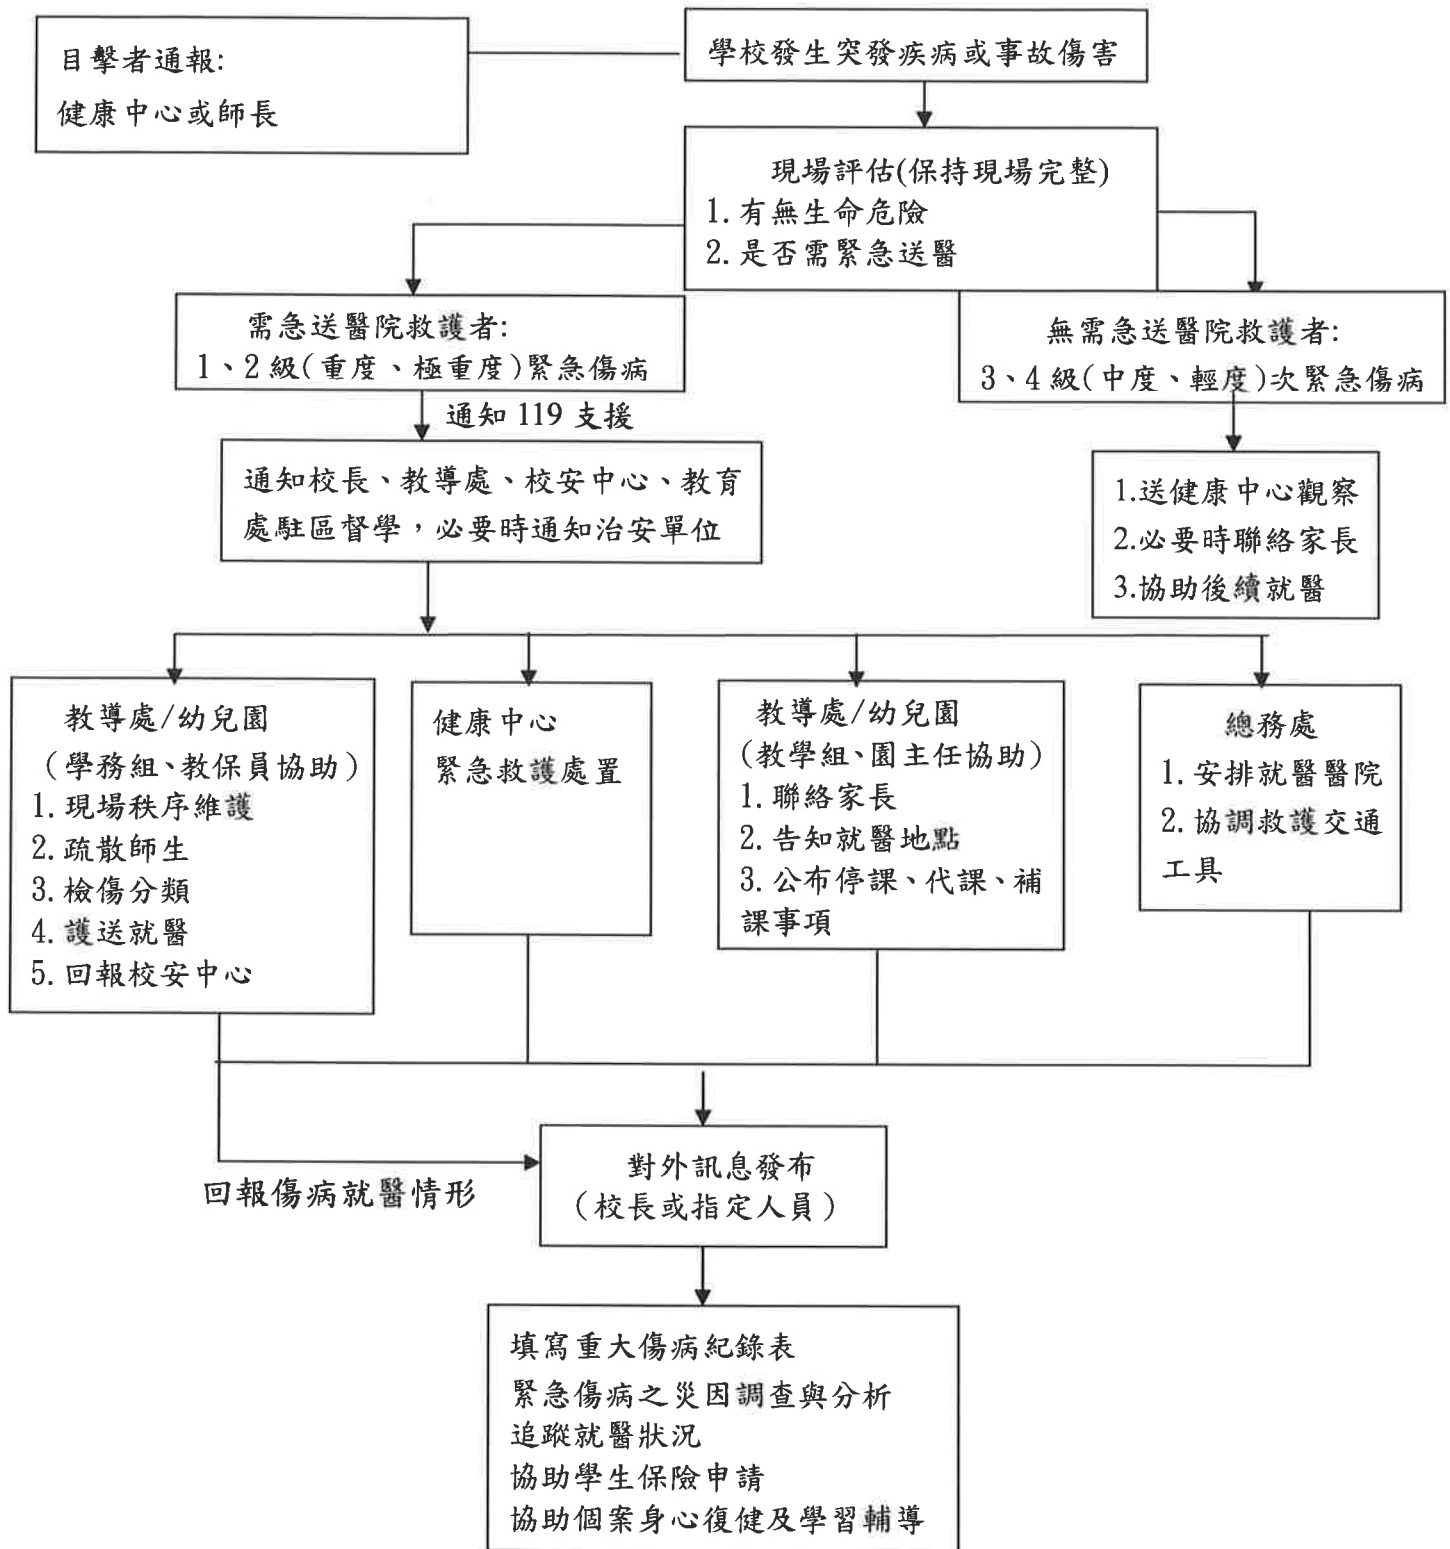 目擊者通報:
健康中心或師長
學校發生突發疾病或事故傷害
現場評估(保持現場完整)
1.有無生命危險
2.是否需緊急送醫
需急送醫院救護者:
1、2級(重度、極重度)緊急傷病
無需急送醫院救護者:
3、4級(中度、輕度)次緊急傷病
通知 119 支援
通知校長、教導處、校安中心、教育
處駐區督學，必要時通知治安單位
1.送健康中心觀察
2.必要時聯絡家長
3.協助後續就醫
教導處/幼兒園
（學務組、教保員協助）
1.現場秩序維護
2.疏散師生
3.檢傷分類
4.護送就醫
5.回報校安中心
健康中心
緊急救護處置
教導處/幼兒園
(教學組、園主任協助)
1.聯絡家長
2.告知就醫地點
3.公布停課、代課、補
課事項
總務處
1.安排就醫醫院
2.協調救護交通
工具
回報傷病就醫情形
對外訊息發布
（校長或指定人員）
填寫重大傷病紀錄表
緊急傷病之災因調查與分析
追蹤就醫狀況
協助學生保險申請
協助個案身心復健及學習輔導